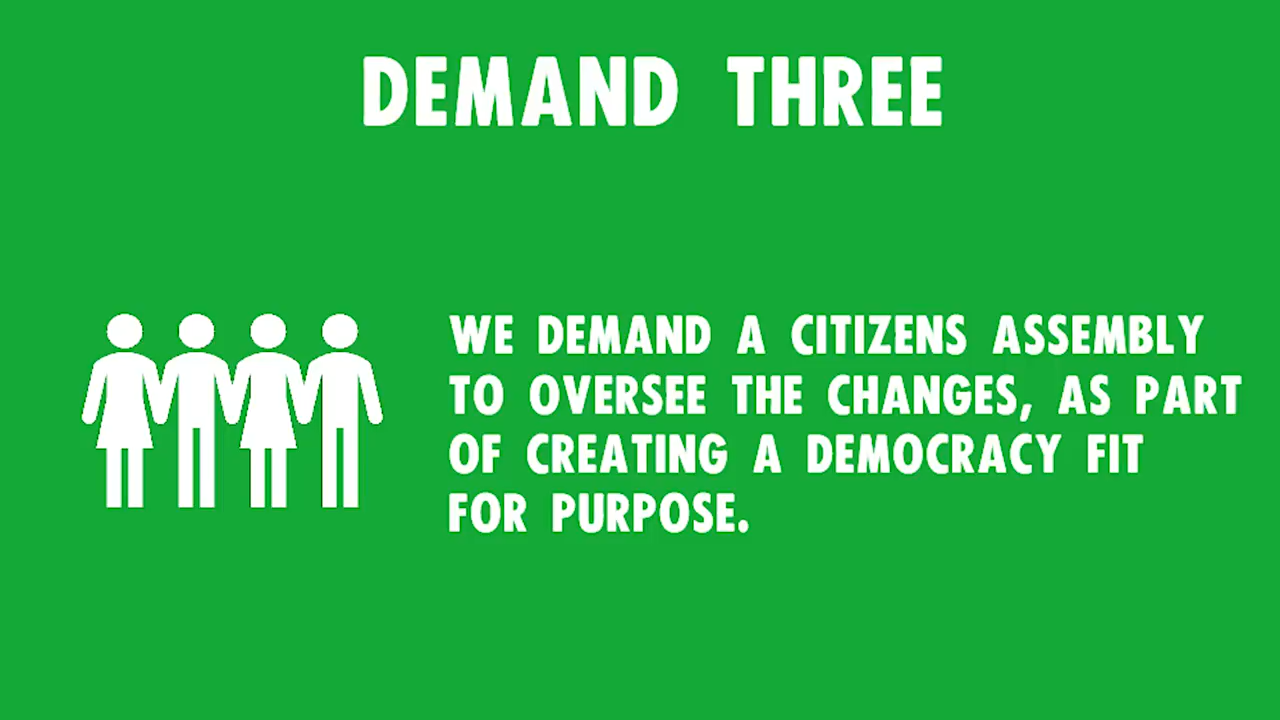 DEMAND THREE
WE DEMAND A CITIZENS ASSEMBLY
TO OVERSEE THE CHANGES, AS PART
OF CREATING A DEMOCRACY FIT
FOR PURPOSE.